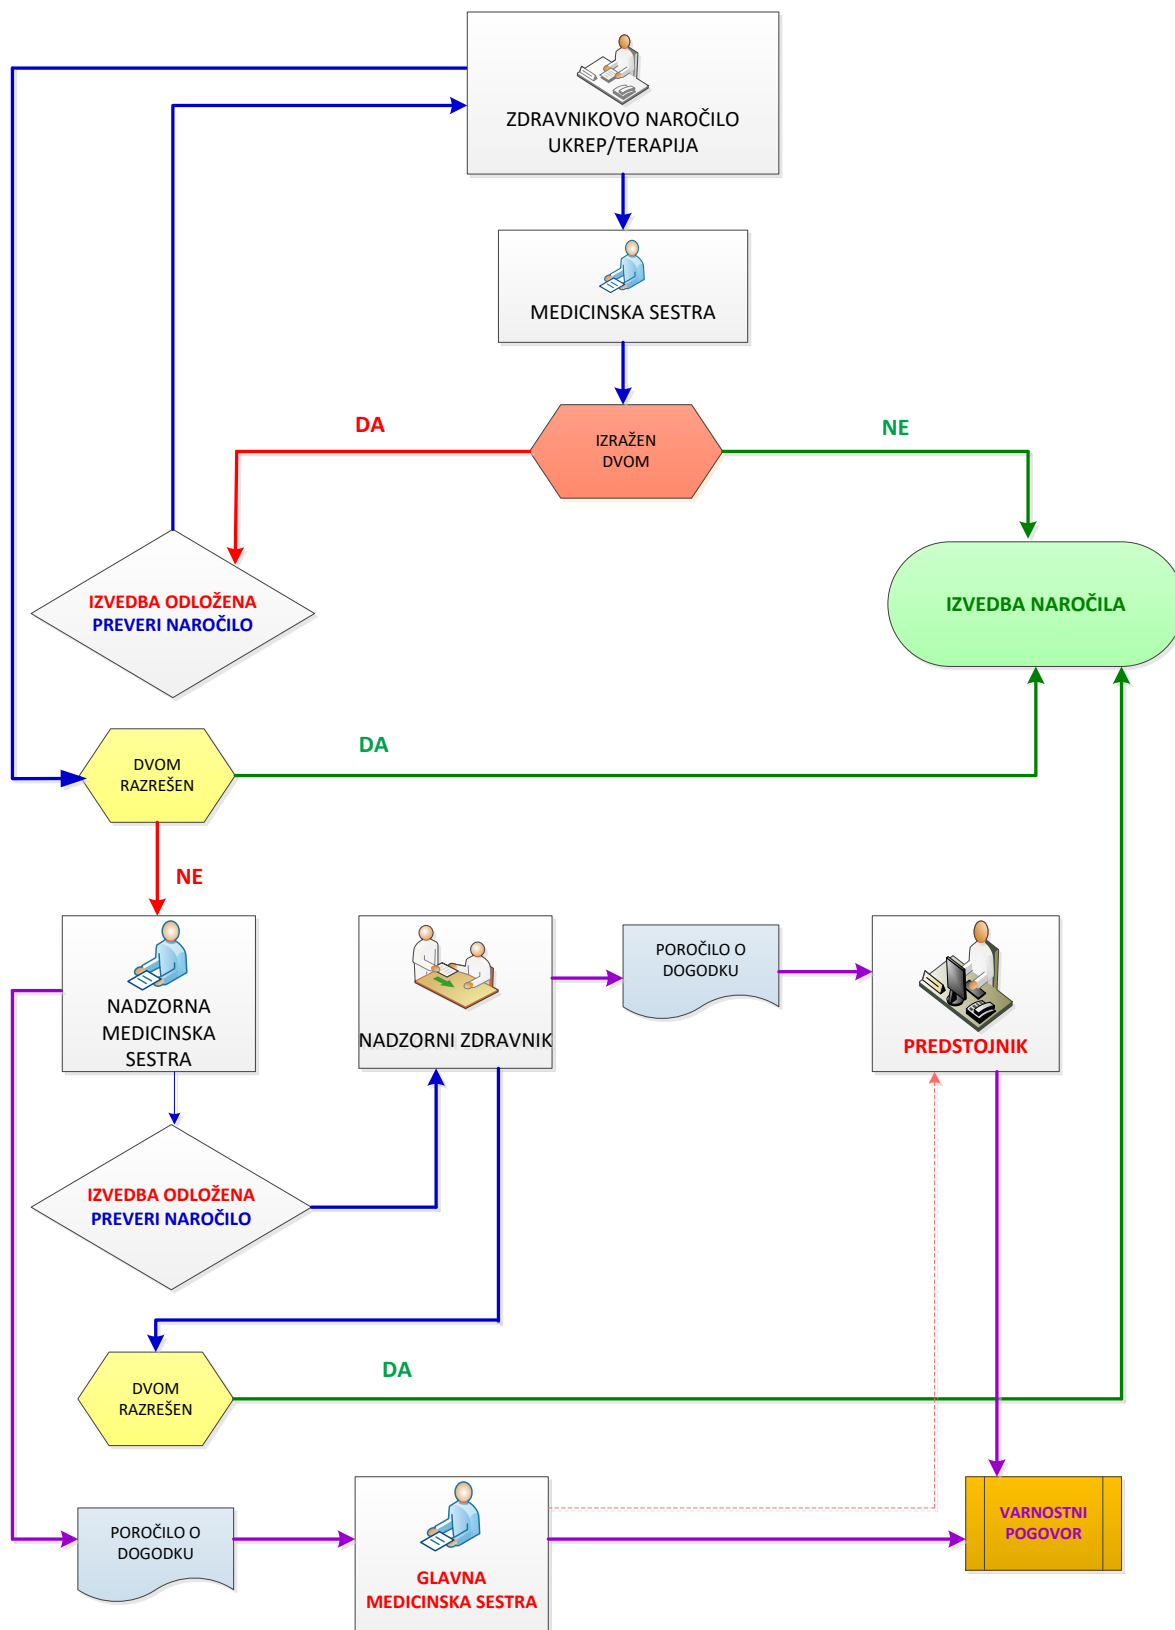 ZDRAVNIKOVO NAROČILO
UKREP/TERAPIJA
MEDICINSKA SESTRA
DA
IZRAŽEN
DVOM
NE
IZVEDBA ODLOŽENA
PREVERI NAROČILO
IZVEDBA NAROČILA
DVOM
RAZREŠEN
DA
NE
NADZORNA
MEDICINSKA
SESTRA
NADZORNI ZDRAVNIK
POROČILO O
DOGODKU
PREDSTOJNIK
IZVEDBA ODLOŽENA
PREVERI NAROČILO
DVOM
RAZREŠEN
DA
POROČILO O
DOGODKU
GLAVNA
MEDICINSKA SESTRA
VARNOSTNI
POGOVOR